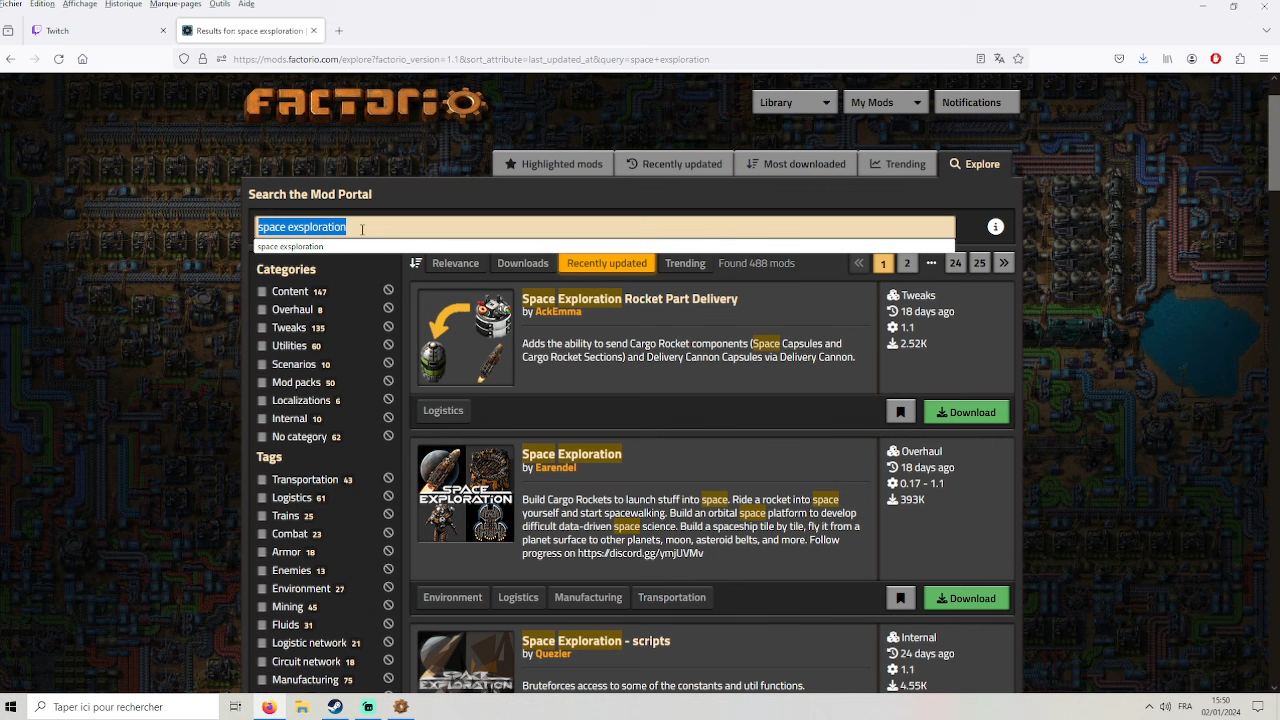 Fichier Edition Affichage Historique Marque-pages Outils Aide
Twitch
Results for: space exsploration |
https://mods.factorio.com/explore?factorio_version=1.1&sort_attribute=last_updated_at&query=space+exsploration
FACTORIO
Library
My Mods
Notifications
Highlighted mods
Recently updated
Most downloaded
Trending
Explore
Search the Mod Portal
space exsploration
space exsploration
Categories
Relevance
Downloads
Recently updated
Trending
Found 488 mods
« 1 2 ••• 24 25 »
Content 147
Overhaul 8
Tweaks 135
Utilities 60
Scenarios 10
Mod packs 50
Localizations 6
Internal 10
No category 62
Tags
Transportation 43
Logistics 61
Trains 25
Combat 23
Armor 18
Enemies 13
Environment 27
Mining 45
Fluids 31
Logistic network 21
Circuit network 18
Manufacturing 75
Space Exploration Rocket Part Delivery
by AckEmma
Adds the ability to send Cargo Rocket components (Space Capsules and
Cargo Rocket Sections) and Delivery Cannon Capsules via Delivery Cannon.
Tweaks
18 days ago
1.1
2.52K
Logistics
Download
SPACE
EXPLORATION
Space Exploration
by Earendel
Build Cargo Rockets to launch stuff into space. Ride a rocket into space
yourself and start spacewalking. Build an orbital space platform to develop
difficult data-driven space science. Build a spaceship tile by tile, fly it from a
planet surface to other planets, moon, asteroid belts, and more. Follow
progress on https://discord.gg/ymjUVMv
Overhaul
18 days ago
0.17 - 1.1
393K
Environment
Logistics
Manufacturing
Transportation
Download
SPACE
Space Exploration - scripts
by Quezler
Bruteforces access to some of the constants and util functions.
Internal
24 days ago
1.1
4.55K
Taper ici pour rechercher
FRA
15:50
02/01/2024